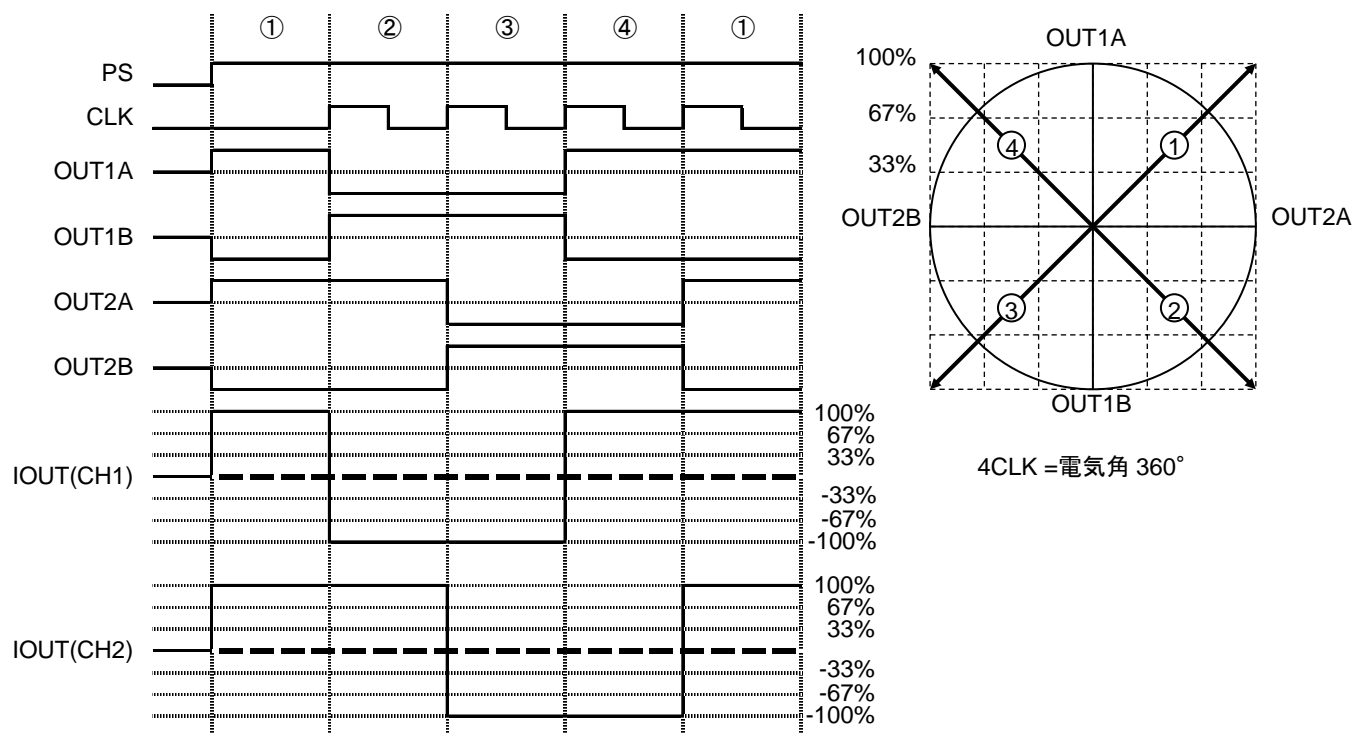 ① ② ③ ④ ①
PS
CLK
OUT1A
OUT1B
OUT2A
OUT2B
IOUT(CH1)
100%
67%
33%
-33%
-67%
-100%
IOUT(CH2)
100%
67%
33%
-33%
-67%
-100%
OUT1A
100%
67%
33%
④ ①
OUT2B OUT2A
③ ②
OUT1B
4CLK =電気角 360°